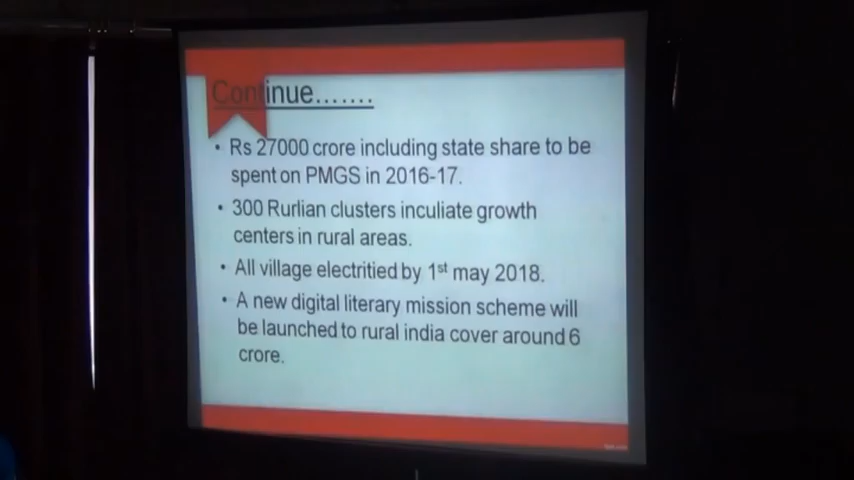 Continue.......
• Rs 27000 crore including state share to be
spent on PMGS in 2016-17.
• 300 Rurlian clusters inculiate growth
centers in rural areas.
• All village electritied by 1st may 2018.
• A new digital literary mission scheme will
be launched to rural india cover around 6
crore.